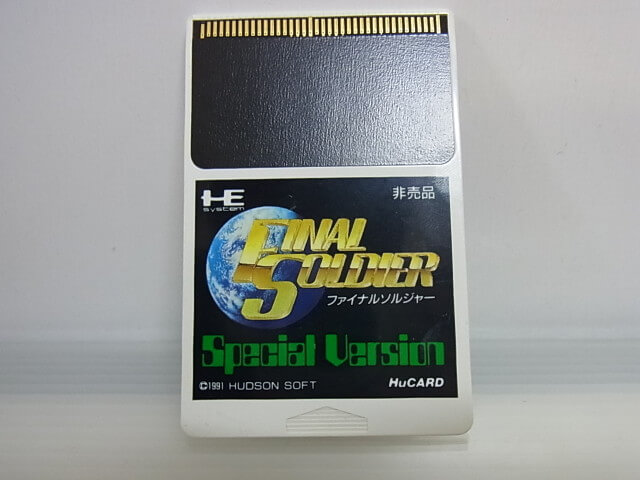 HE
system
非売品
FINAL
SOLDIER
ファイナルソルジャー
Special Version
©1991 HUDSON SOFT
HuCARD